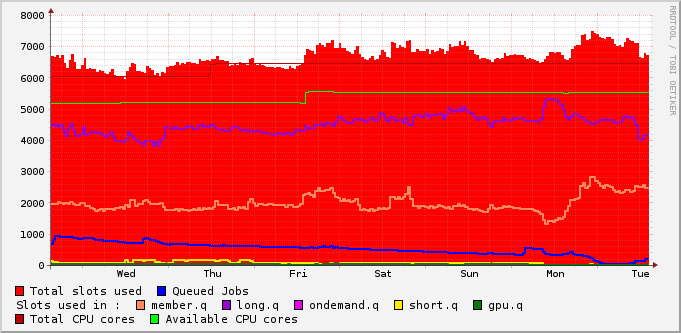 RRDTOOL / TOBI OETIKER
8000
7000
6000
5000
4000
3000
2000
1000
0
Wed Thu Fri Sat Sun Mon Tue
Total slots used Queued Jobs
Slots used in : member.q long.q ondemand.q short.q gpu.q
Total CPU cores Available CPU cores